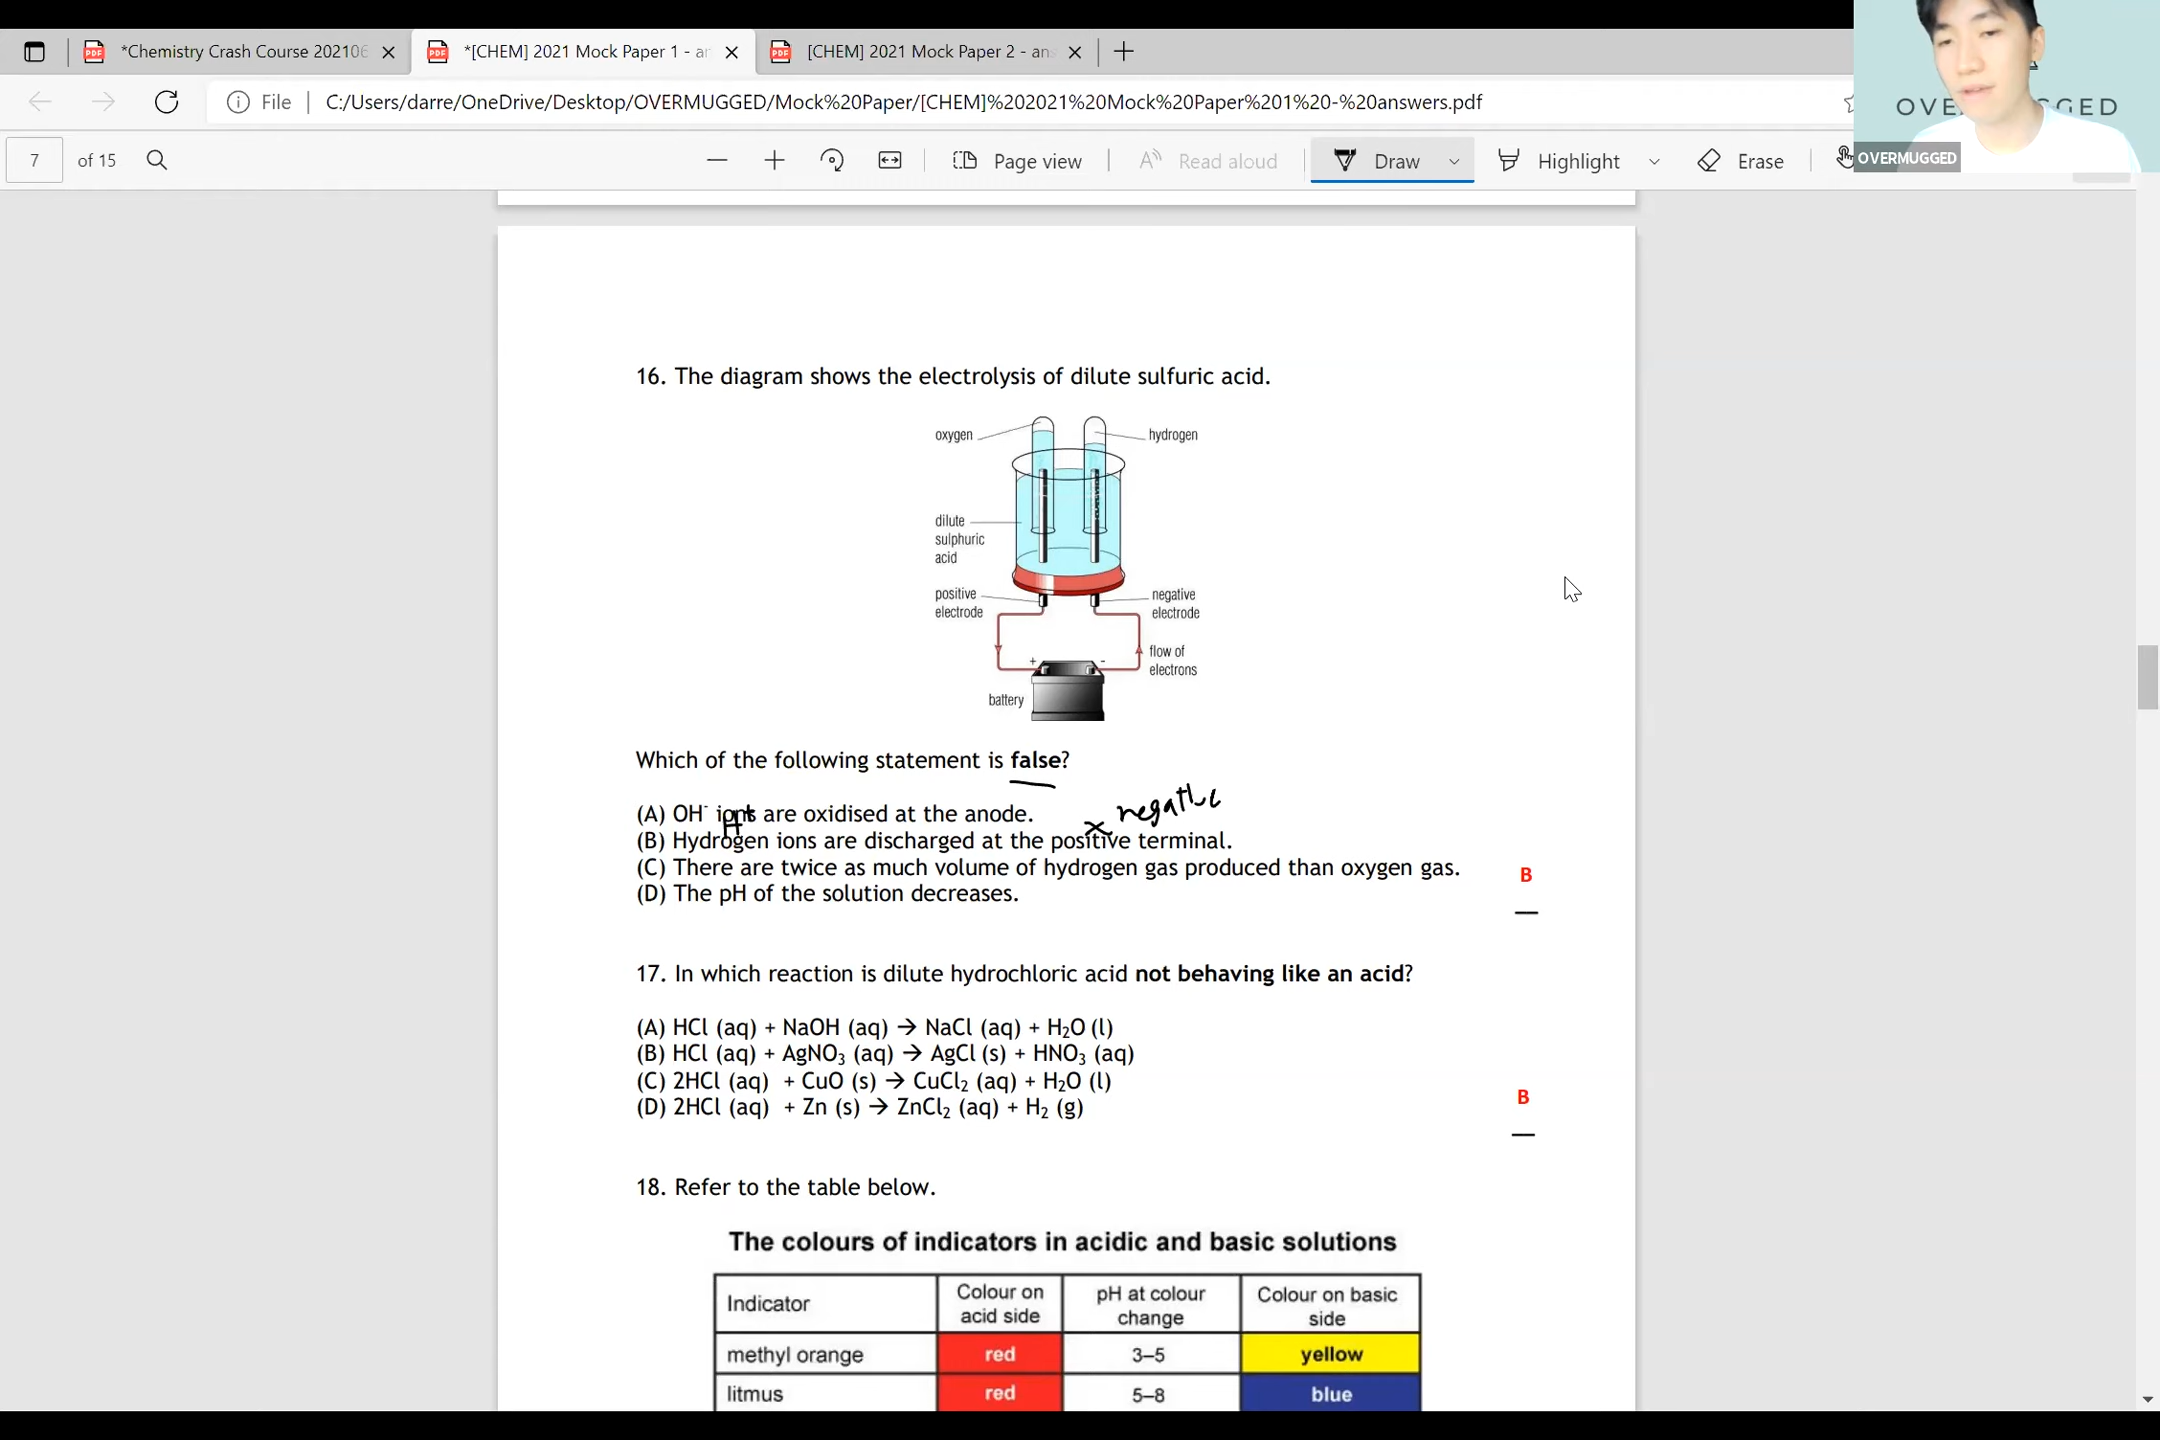 *Chemistry Crash Course 202106
*[CHEM] 2021 Mock Paper 1 - an
[CHEM] 2021 Mock Paper 2 - ans
File
C:/Users/darre/OneDrive/Desktop/OVERMUGGED/Mock%20Paper/[CHEM]%202021%20Mock%20Paper%201%20-%20answers.pdf
7 of 15
Page view
Read aloud
Draw
Highlight
Erase
OVERMUGGED
16. The diagram shows the electrolysis of dilute sulfuric acid.
oxygen
hydrogen
dilute
sulphuric
acid
positive
electrode
negative
electrode
+ -
flow of
electrons
battery
Which of the following statement is false?
negative
(A) OH- ions are oxidised at the anode.
H+ x
(B) Hydrogen ions are discharged at the positive terminal.
(C) There are twice as much volume of hydrogen gas produced than oxygen gas.
(D) The pH of the solution decreases.
B
17. In which reaction is dilute hydrochloric acid not behaving like an acid?
(A) HCl (aq) + NaOH (aq) → NaCl (aq) + H2O (l)
(B) HCl (aq) + AgNO3 (aq) → AgCl (s) + HNO3 (aq)
(C) 2HCl (aq) + CuO (s) → CuCl2 (aq) + H2O (l)
(D) 2HCl (aq) + Zn (s) → ZnCl2 (aq) + H2 (g)
B
18. Refer to the table below.
The colours of indicators in acidic and basic solutions
Indicator
Colour on
acid side
pH at colour
change
Colour on basic
side
methyl orange red 3–5 yellow
litmus red 5–8 blue